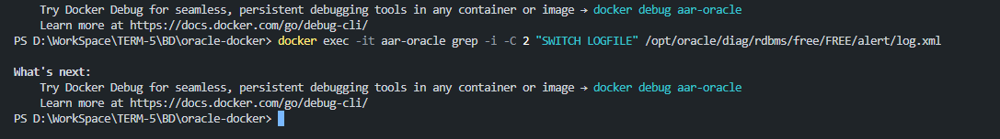 Try Docker Debug for seamless, persistent debugging tools in any container or image → docker debug aar-oracle
Learn more at https://docs.docker.com/go/debug-cli/
PS D:\WorkSpace\TERM-5\BD\oracle-docker> docker exec -it aar-oracle grep -i -C 2 "SWITCH LOGFILE" /opt/oracle/diag/rdbms/free/FREE/alert/log.xml
What's next:
Try Docker Debug for seamless, persistent debugging tools in any container or image → docker debug aar-oracle
Learn more at https://docs.docker.com/go/debug-cli/
PS D:\WorkSpace\TERM-5\BD\oracle-docker>